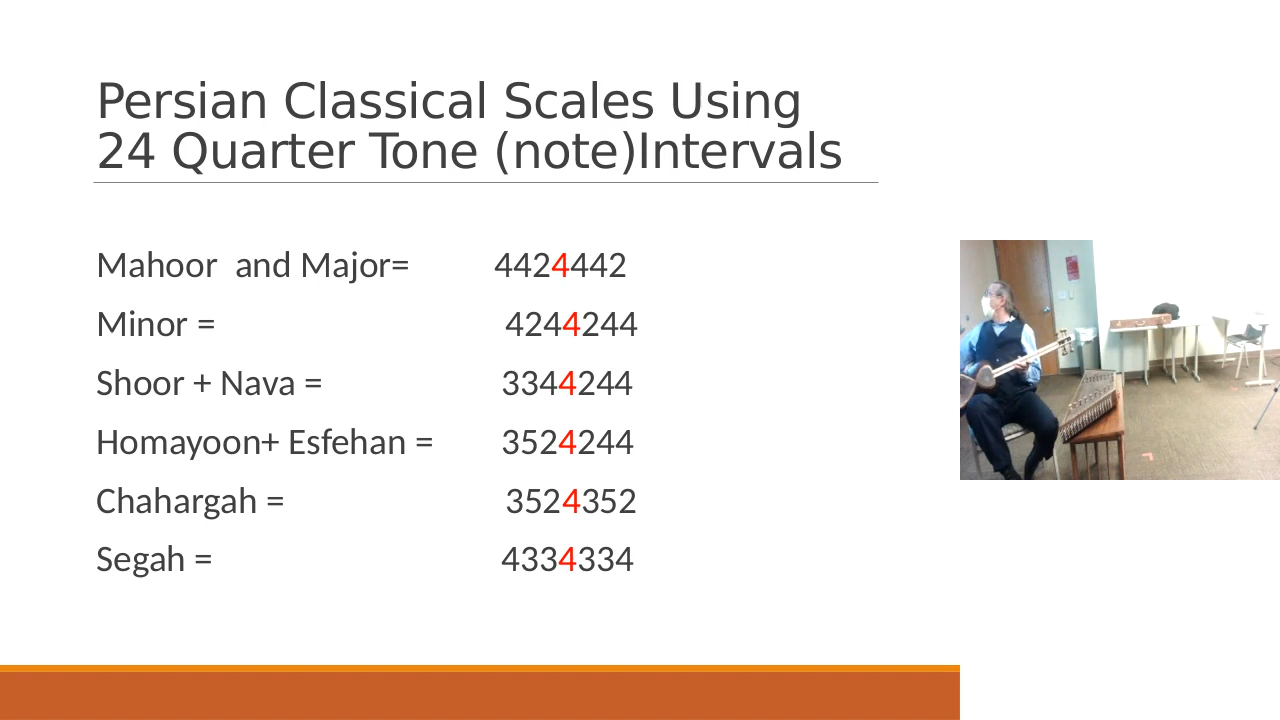 Persian Classical Scales Using
24 Quarter Tone (note)Intervals
Mahoor and Major= 4424442
Minor = 4244244
Shoor + Nava = 3344244
Homayoon+ Esfehan = 3524244
Chahargah = 3524352
Segah = 4334334